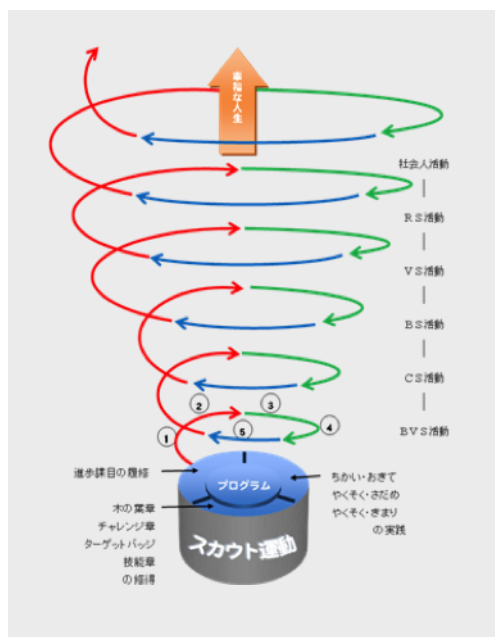 幸福な人生
社会人活動
RS活動
VS活動
BS活動
CS活動
BVS活動
②
③
①
⑤
④
進歩課目の履修
プログラム
ちかい・おきて
やくそく・さだめ
やくそく・きまり
の実践
木の葉章
チャレンジ章
ターゲットバッジ
技能章
の修得
スカウト運動